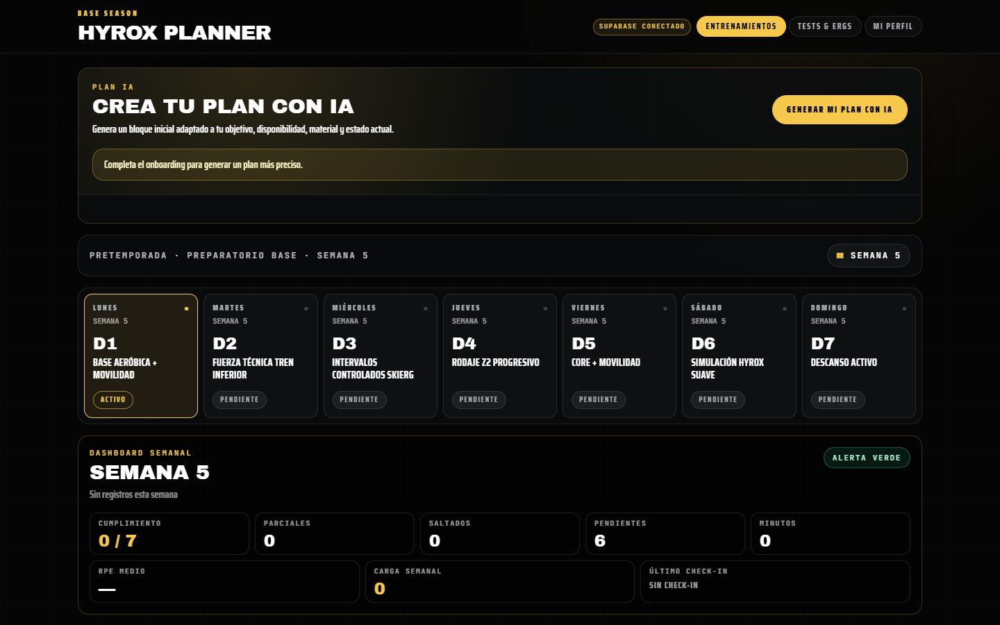 BASE SEASON
HYROX PLANNER
SUPABASE CONECTADO
ENTRENAMIENTOS
TESTS & ERGS
MI PERFIL
PLAN IA
CREA TU PLAN CON IA
Genera un bloque inicial adaptado a tu objetivo, disponibilidad, material y estado actual.
GENERAR MI PLAN CON IA
Completa el onboarding para generar un plan más preciso.
PRETEMPORADA · PREPARATORIO BASE · SEMANA 5
SEMANA 5
LUNES
SEMANA 5
D1
BASE AERÓBICA +
MOVILIDAD
ACTIVO
MARTES
SEMANA 5
D2
FUERZA TÉCNICA TREN
INFERIOR
PENDIENTE
MIÉRCOLES
SEMANA 5
D3
INTERVALOS
CONTROLADOS SKIERG
PENDIENTE
JUEVES
SEMANA 5
D4
RODAJE Z2 PROGRESIVO
PENDIENTE
VIERNES
SEMANA 5
D5
CORE + MOVILIDAD
PENDIENTE
SÁBADO
SEMANA 5
D6
SIMULACIÓN HYROX
SUAVE
PENDIENTE
DOMINGO
SEMANA 5
D7
DESCANSO ACTIVO
PENDIENTE
DASHBOARD SEMANAL
SEMANA 5
Sin registros esta semana
ALERTA VERDE
CUMPLIMIENTO
0 / 7
PARCIALES
0
SALTADOS
0
PENDIENTES
6
MINUTOS
0
RPE MEDIO
—
CARGA SEMANAL
0
ÚLTIMO CHECK-IN
SIN CHECK-IN